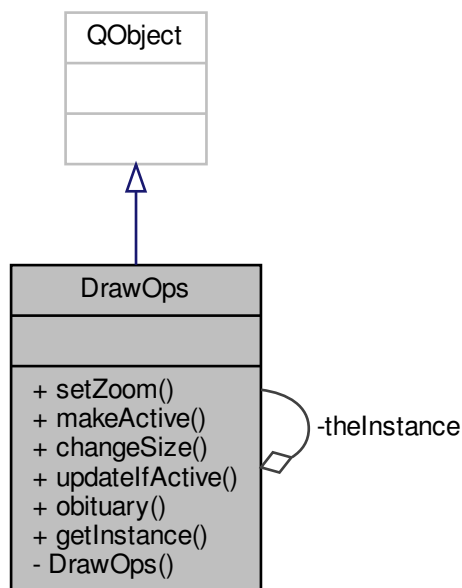 QObject
DrawOps
+ setZoom()
+ makeActive()
+ changeSize()
+ updateIfActive()
+ obituary()
+ getInstance()
- DrawOps()
-theInstance